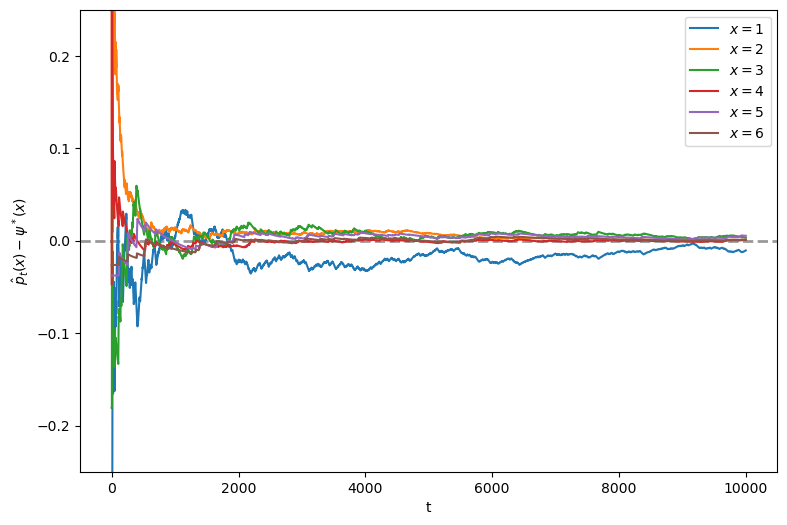 0.2
0.1
0.0
−0.1
−0.2
0
2000
4000
6000
8000
10000
t
p̂ₜ(x) − ψ*(x)
x = 1
x = 2
x = 3
x = 4
x = 5
x = 6